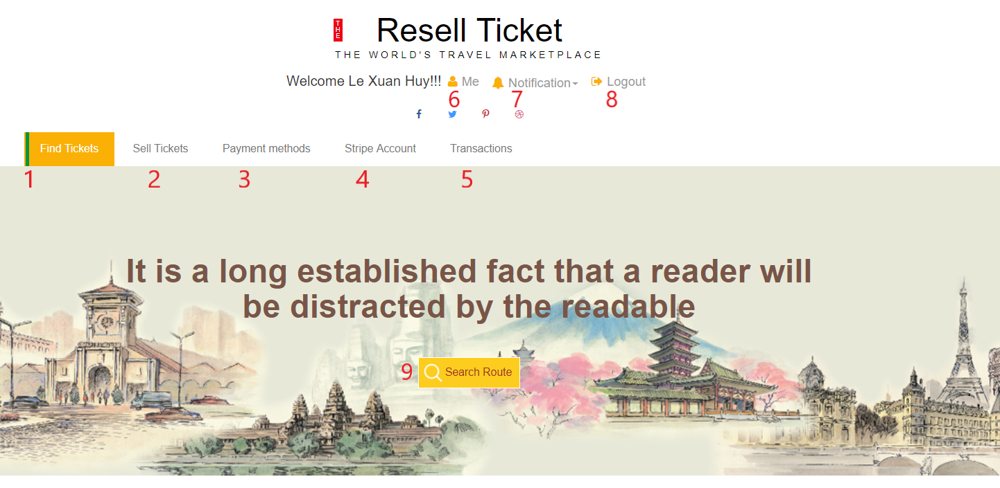 THE Resell Ticket
THE WORLD'S TRAVEL MARKETPLACE
Welcome Le Xuan Huy!!! Me Notification Logout
6 7 8
Find Tickets Sell Tickets Payment methods Stripe Account Transactions
1 2 3 4 5
It is a long established fact that a reader will
be distracted by the readable
9 Search Route